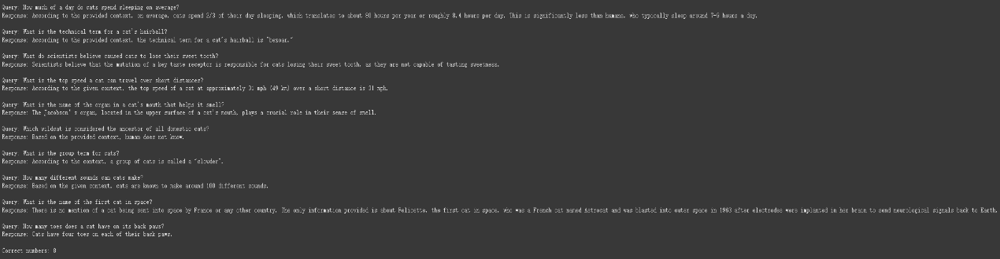 Query: How much of a day do cats spend sleeping on average?
Response: According to the provided context, on average, cats spend 2/3 of their day sleeping, which translates to about 80 hours per year or roughly 8.4 hours per day. This is significantly less than humans, who typically sleep around 7-9 hours a day.
Query: What is the technical term for a cat's hairball?
Response: According to the provided context, the technical term for a cat's hairball is "bezoar."
Query: What do scientists believe caused cats to lose their sweet tooth?
Response: Scientists believe that the mutation of a key taste receptor is responsible for cats losing their sweet tooth, as they are not capable of tasting sweetness.
Query: What is the top speed a cat can travel over short distances?
Response: According to the given context, the top speed of a cat at approximately 31 mph (49 km) over a short distance is 31 mph.
Query: What is the name of the organ in a cat's mouth that helps it smell?
Response: The Jacobson's organ, located in the upper surface of a cat's mouth, plays a crucial role in their sense of smell.
Query: Which wildcat is considered the ancestor of all domestic cats?
Response: Based on the provided context, human does not know.
Query: What is the group term for cats?
Response: According to the context, a group of cats is called a "clowder".
Query: How many different sounds can cats make?
Response: Based on the given context, cats are known to make around 100 different sounds.
Query: What is the name of the first cat in space?
Response: There is no mention of a cat being sent into space by France or any other country. The only information provided is about Felicette, the first cat in space, who was a French cat named Astrocat and was blasted into outer space in 1963 after electrodes were implanted in her brain to send neurological signals back to Earth.
Query: How many toes does a cat have on its back paws?
Response: Cats have four toes on each of their back paws.
Correct numbers: 8